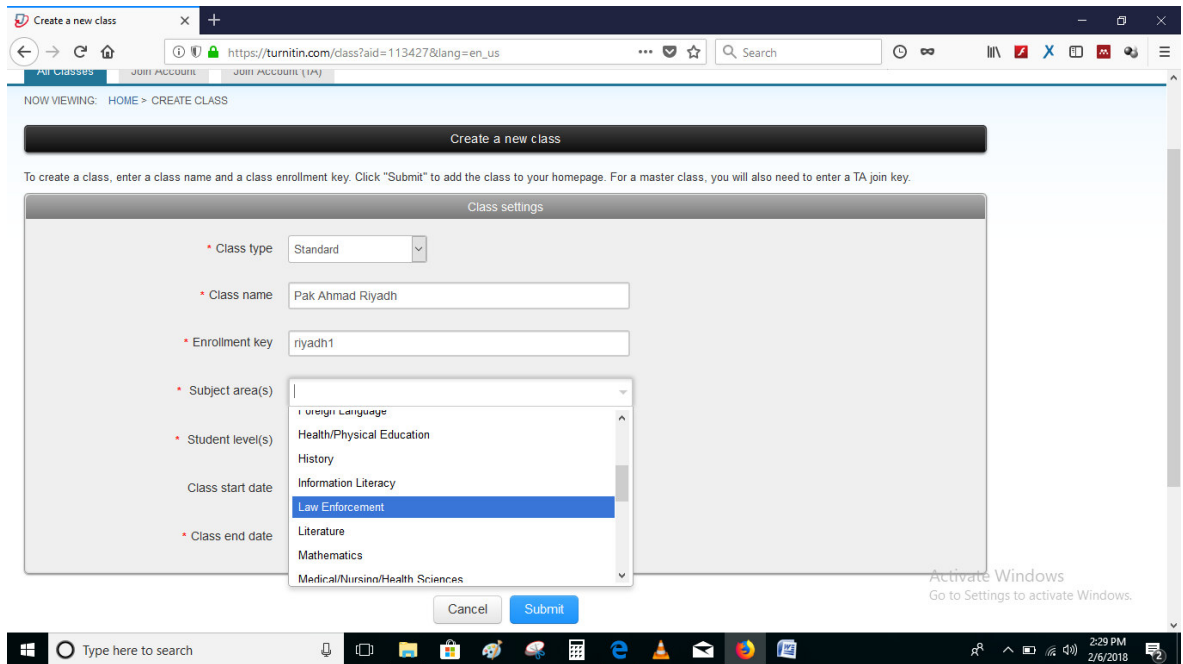 Create a new class
https://turnitin.com/class?aid=113427&lang=en_us
Search
All Classes Join Account Join Account (TA)
NOW VIEWING: HOME > CREATE CLASS
Create a new class
To create a class, enter a class name and a class enrollment key. Click "Submit" to add the class to your homepage. For a master class, you will also need to enter a TA join key.
Class settings
* Class type Standard
* Class name Pak Ahmad Riyadh
* Enrollment key riyadh1
* Subject area(s)
Foreign Language
* Student level(s)
Health/Physical Education
History
Class start date
Information Literacy
Law Enforcement
* Class end date
Literature
Mathematics
Medical/Nursing/Health Sciences
Activate Windows
Go to Settings to activate Windows.
Cancel Submit
Type here to search
2:29 PM
2/6/2018
2